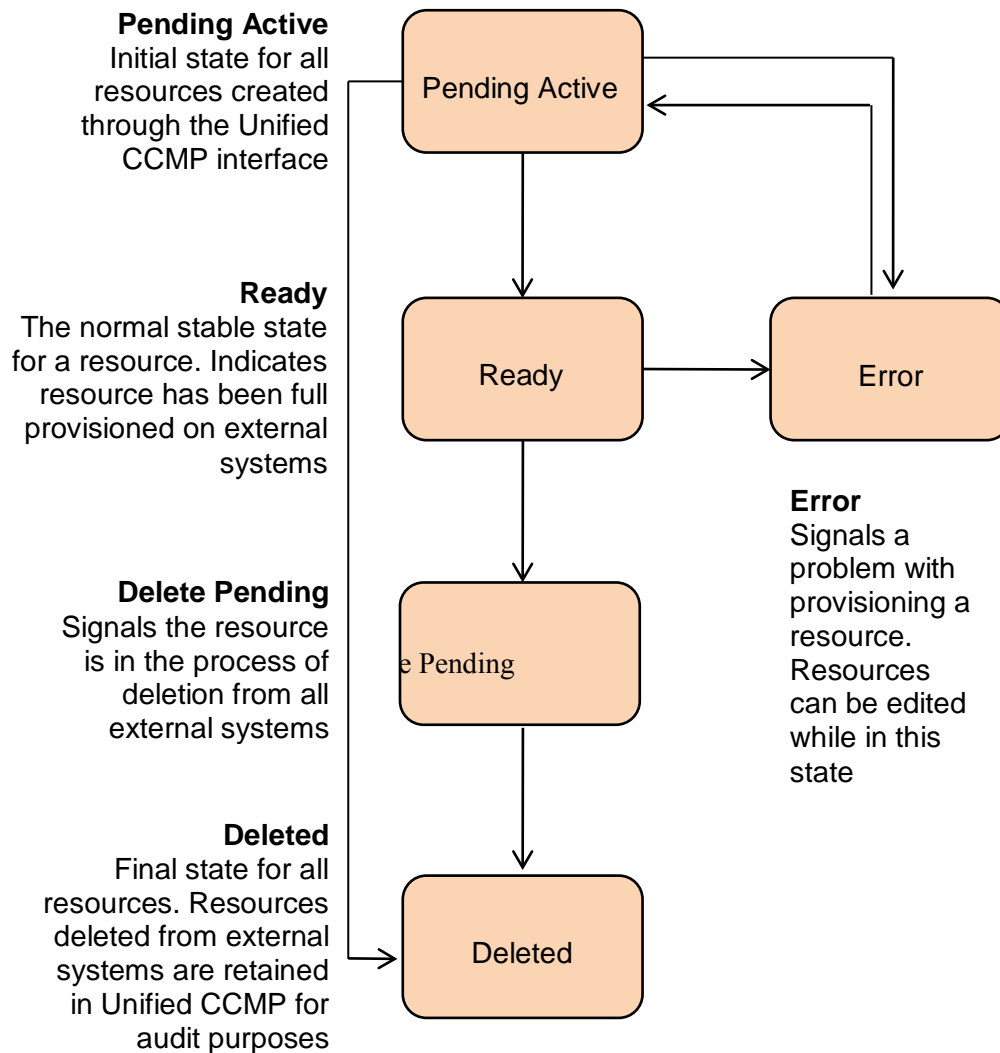 Pending Active
Initial state for all
resources created
through the Unified
CCMP interface
Pending Active
Ready
The normal stable state
for a resource. Indicates
resource has been full
provisioned on external
systems
Ready
Error
Error
Signals a
problem with
provisioning a
resource.
Resources
can be edited
while in this
state
Delete Pending
Signals the resource
is in the process of
deletion from all
external systems
e Pending
Deleted
Final state for all
resources. Resources
deleted from external
systems are retained
in Unified CCMP for
audit purposes
Deleted